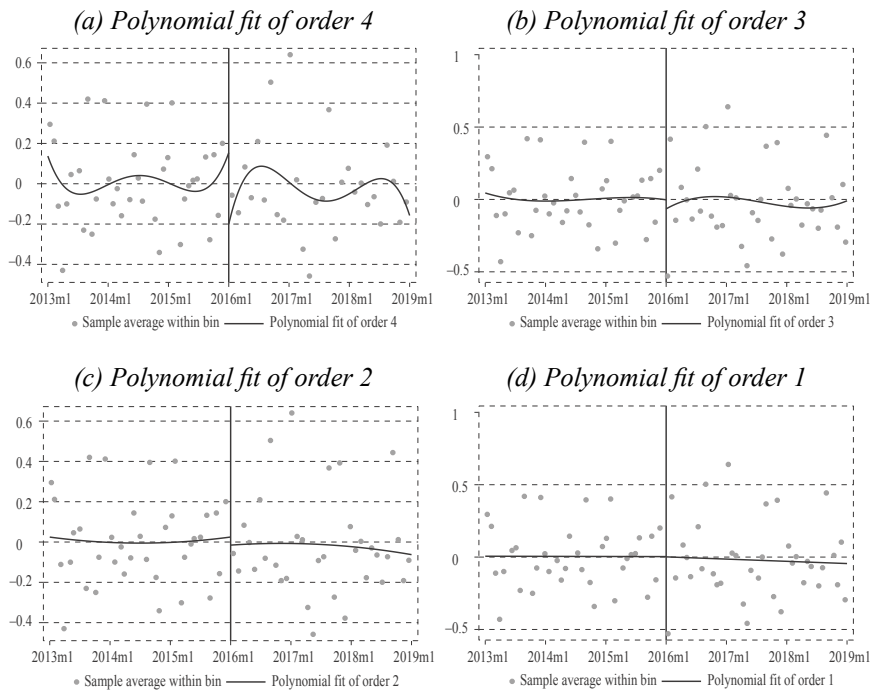 (a) Polynomial fit of order 4
0.6
0.4
0.2
0
−0.2
−0.4
2013m1 2014m1 2015m1 2016m1 2017m1 2018m1 2019m1
Sample average within bin Polynomial fit of order 4
(b) Polynomial fit of order 3
1
0.5
0
−0.5
2013m1 2014m1 2015m1 2016m1 2017m1 2018m1 2019m1
Sample average within bin Polynomial fit of order 3
(c) Polynomial fit of order 2
0.6
0.4
0.2
0
−0.2
−0.4
2013m1 2014m1 2015m1 2016m1 2017m1 2018m1 2019m1
Sample average within bin Polynomial fit of order 2
(d) Polynomial fit of order 1
1
0.5
0
−0.5
2013m1 2014m1 2015m1 2016m1 2017m1 2018m1 2019m1
Sample average within bin Polynomial fit of order 1